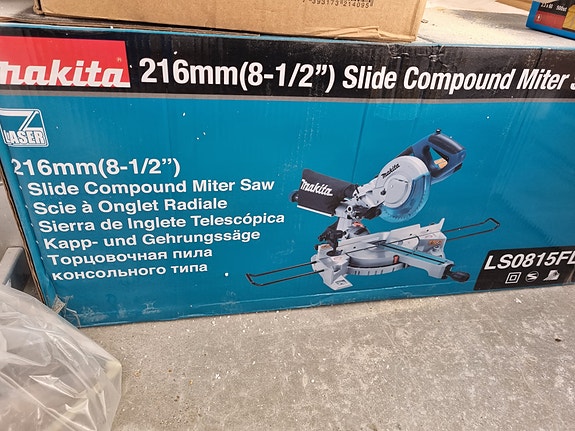 makita 216mm(8-1/2") Slide Compound Miter
LASER
216mm(8-1/2")
Slide Compound Miter Saw
Scie à Onglet Radiale
Sierra de Inglete Telescópica
Kapp- und Gehrungssäge
Торцовочная пила
консольного типа
makita
LS0815FL